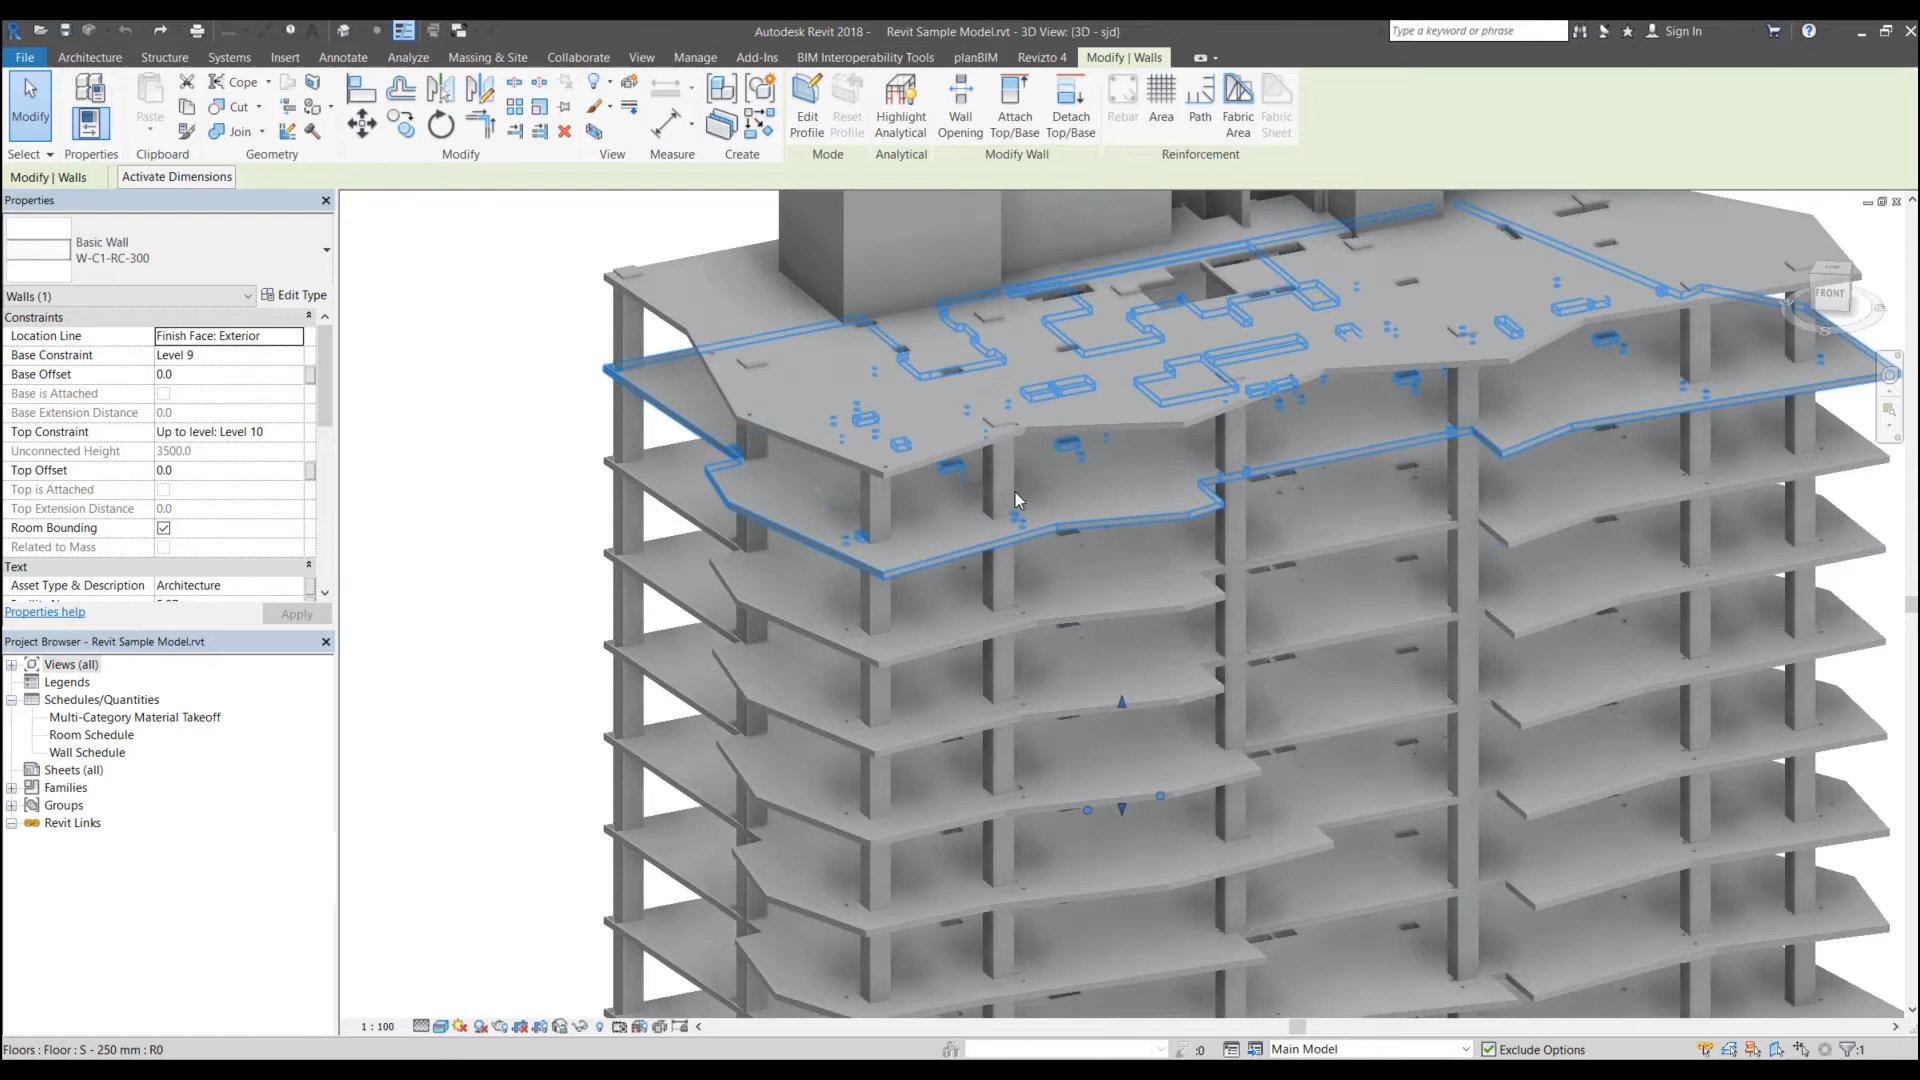 Autodesk Revit 2018 - Revit Sample Model.rvt - 3D View: {3D - sjd}
Type a keyword or phrase
Sign In
File
Architecture
Structure
Systems
Insert
Annotate
Analyze
Massing & Site
Collaborate
View
Manage
Add-Ins
BIM Interoperability Tools
planBIM
Revizto 4
Modify | Walls
Modify
Paste
Cope
Cut
Join
Edit Profile
Reset Profile
Highlight Analytical
Wall Opening
Attach Top/Base
Detach Top/Base
Rebar
Area
Path
Fabric Area
Fabric Sheet
Select
Properties
Clipboard
Geometry
Modify
View
Measure
Create
Mode
Analytical
Modify Wall
Reinforcement
Modify | Walls
Activate Dimensions
Properties
Basic Wall
W-C1-RC-300
Walls (1)
Edit Type
Constraints
Location Line Finish Face: Exterior
Base Constraint Level 9
Base Offset 0.0
Base is Attached
Base Extension Distance 0.0
Top Constraint Up to level: Level 10
Unconnected Height 3500.0
Top Offset 0.0
Top is Attached
Top Extension Distance 0.0
Room Bounding
Related to Mass
Text
Asset Type & Description Architecture
Properties help
Apply
Project Browser - Revit Sample Model.rvt
Views (all)
Legends
Schedules/Quantities
Multi-Category Material Takeoff
Room Schedule
Wall Schedule
Sheets (all)
Families
Groups
Revit Links
FRONT
1 : 100
Floors : Floor : S - 250 mm : R0
:0
Main Model
Exclude Options
:1